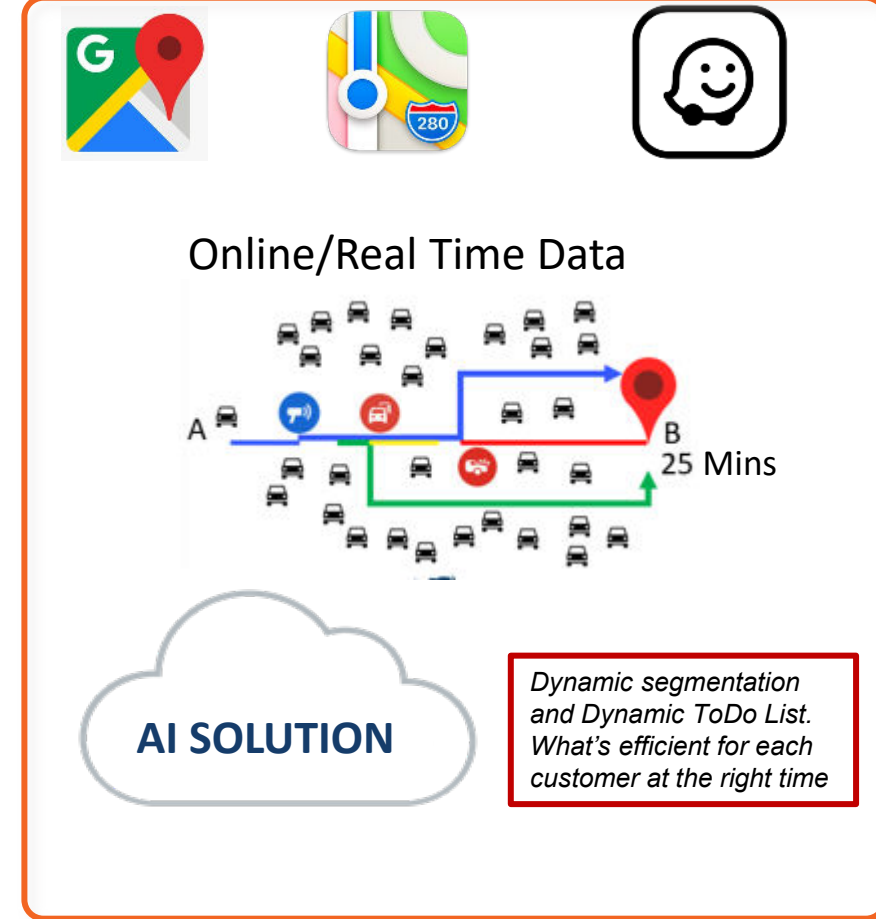 G
280
Online/Real Time Data
A
B
25 Mins
AI SOLUTION
Dynamic segmentation
and Dynamic ToDo List.
What's efficient for each
customer at the right time